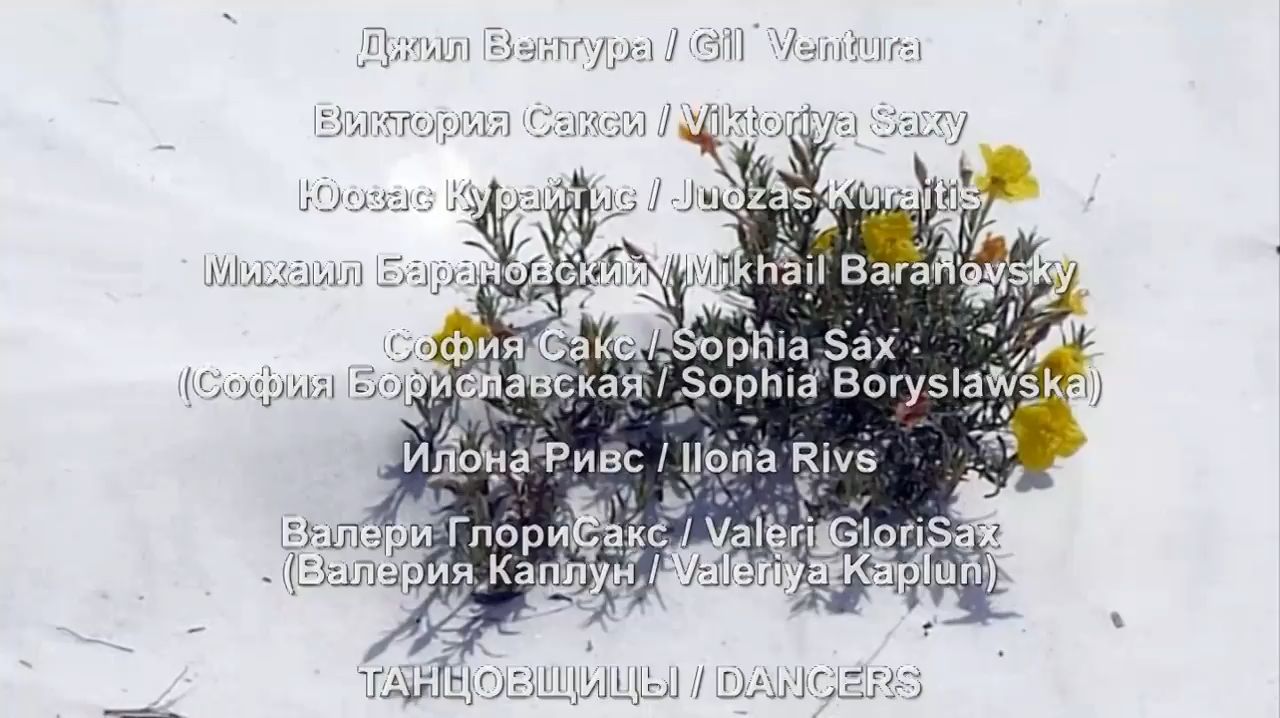 Джил Вентура / Gil Ventura
Виктория Сакси / Viktoriya Saxy
Юозас Курайтис / Juozas Kuraitis
Михаил Барановский / Mikhail Baranovsky
София Сакс / Sophia Sax
(София Бориславская / Sophia Boryslawska)
Илона Ривс / Ilona Rivs
Валери ГлориСакс / Valeri GloriSax
(Валерия Каплун / Valeriya Kaplun)
ТАНЦОВЩИЦЫ / DANCERS